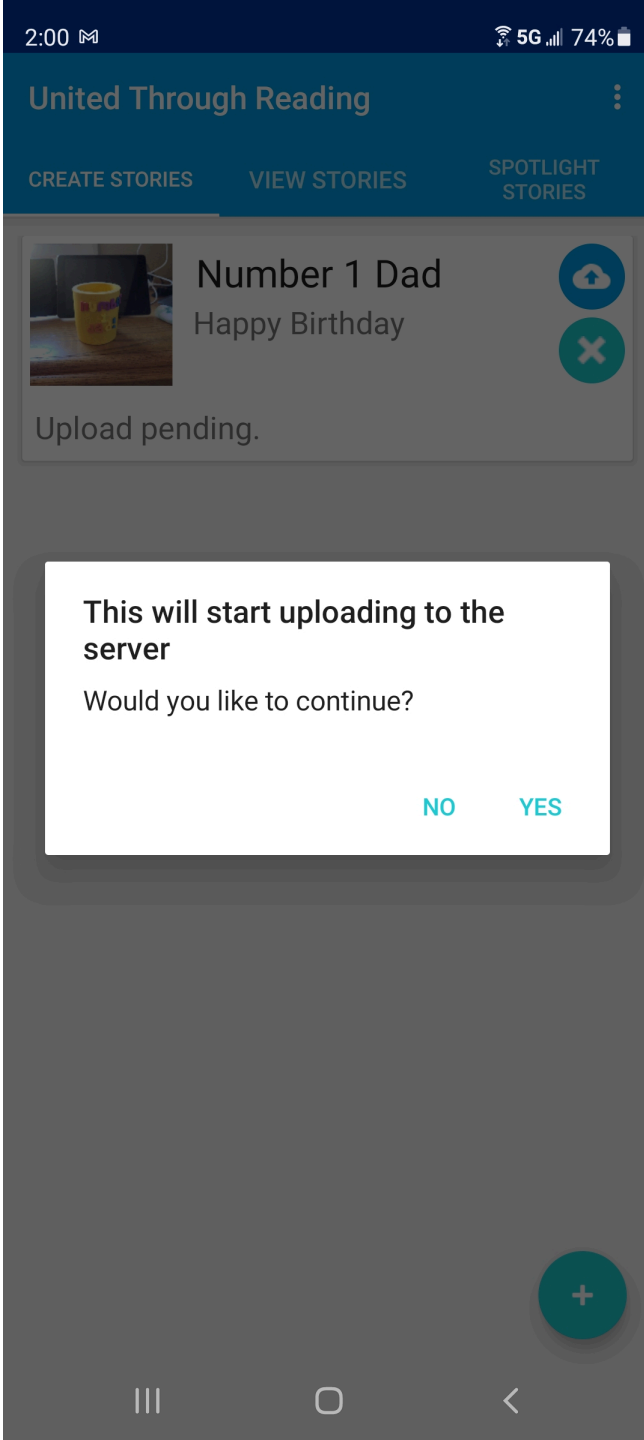 2:00 5G 74%
United Through Reading
CREATE STORIES VIEW STORIES SPOTLIGHT STORIES
Number 1 Dad
Happy Birthday
Upload pending.
This will start uploading to the
server
Would you like to continue?
NO YES
+